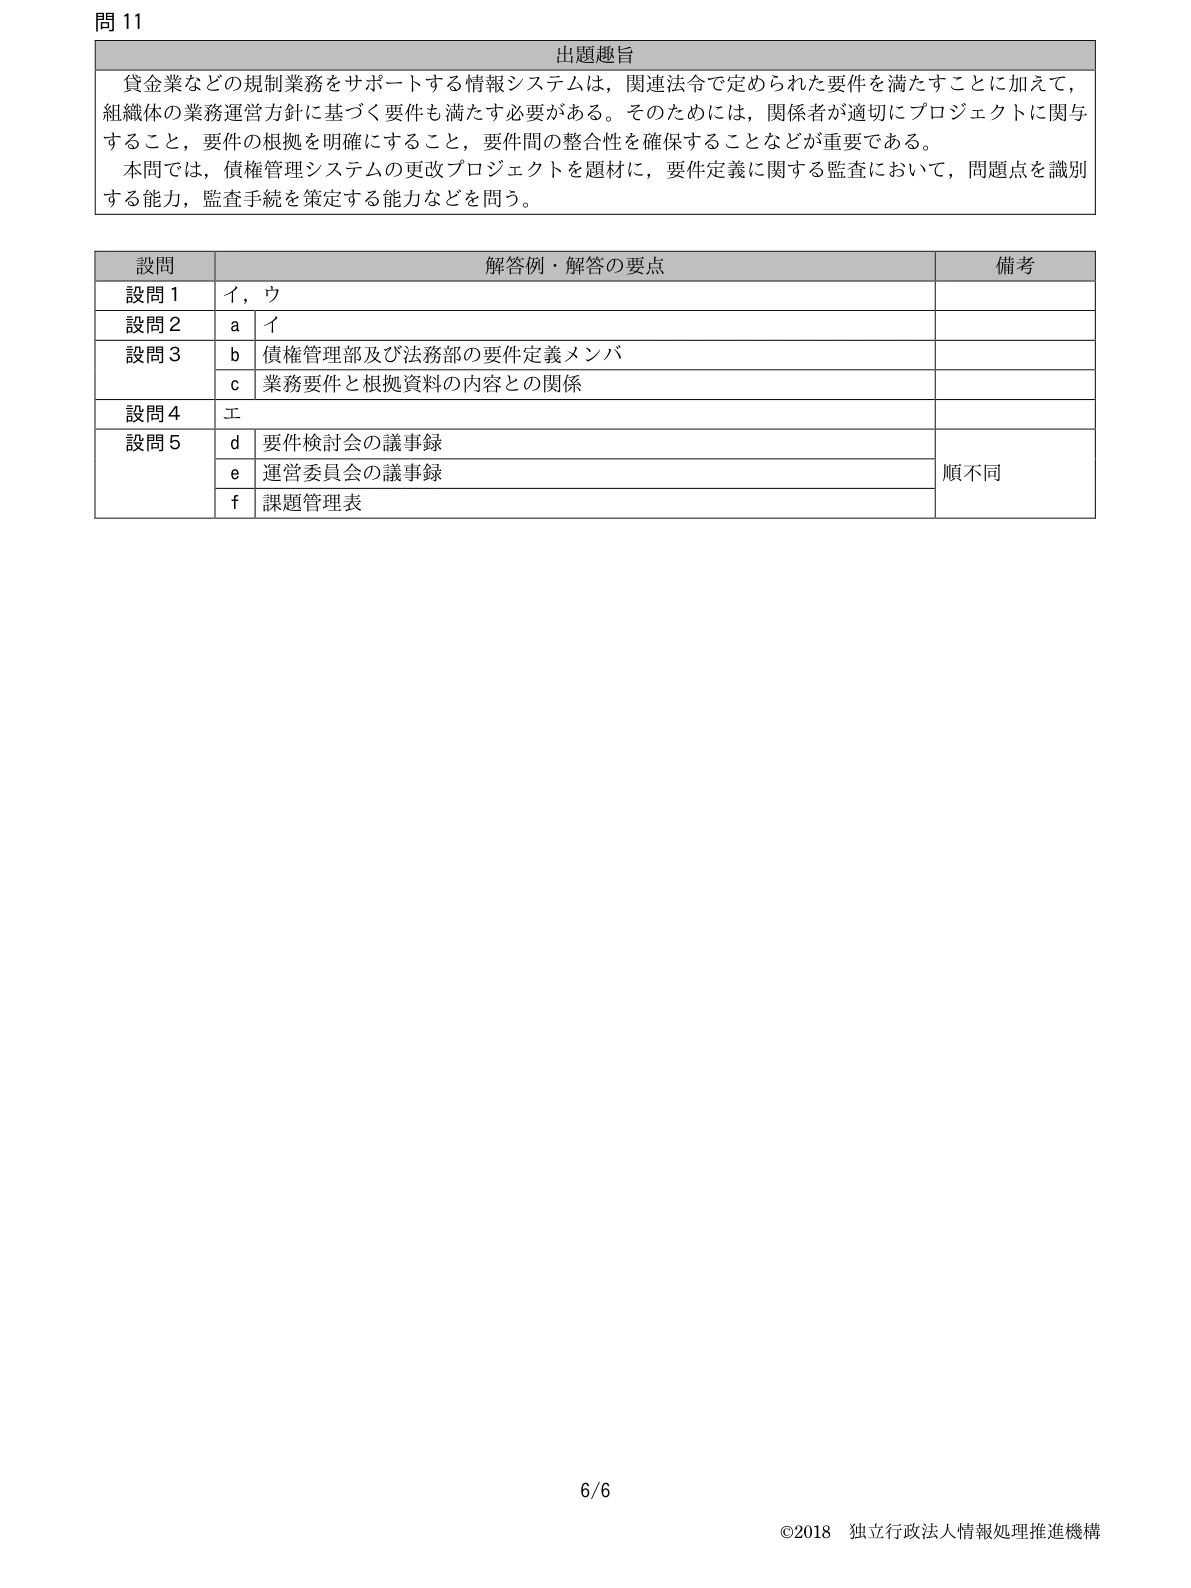 問 11
出題趣旨
貸金業などの規制業務をサポートする情報システムは，関連法令で定められた要件を満たすことに加えて，
組織体の業務運営方針に基づく要件も満たす必要がある。そのためには，関係者が適切にプロジェクトに関与
すること，要件の根拠を明確にすること，要件間の整合性を確保することなどが重要である。
本問では，債権管理システムの更改プロジェクトを題材に，要件定義に関する監査において，問題点を識別
する能力，監査手続を策定する能力などを問う。
設問 解答例・解答の要点 備考
設問１ イ，ウ
設問２ a イ
設問３ b 債権管理部及び法務部の要件定義メンバ
c 業務要件と根拠資料の内容との関係
設問４ エ
設問５ d 要件検討会の議事録
e 運営委員会の議事録 順不同
f 課題管理表
6/6
©2018 独立行政法人情報処理推進機構